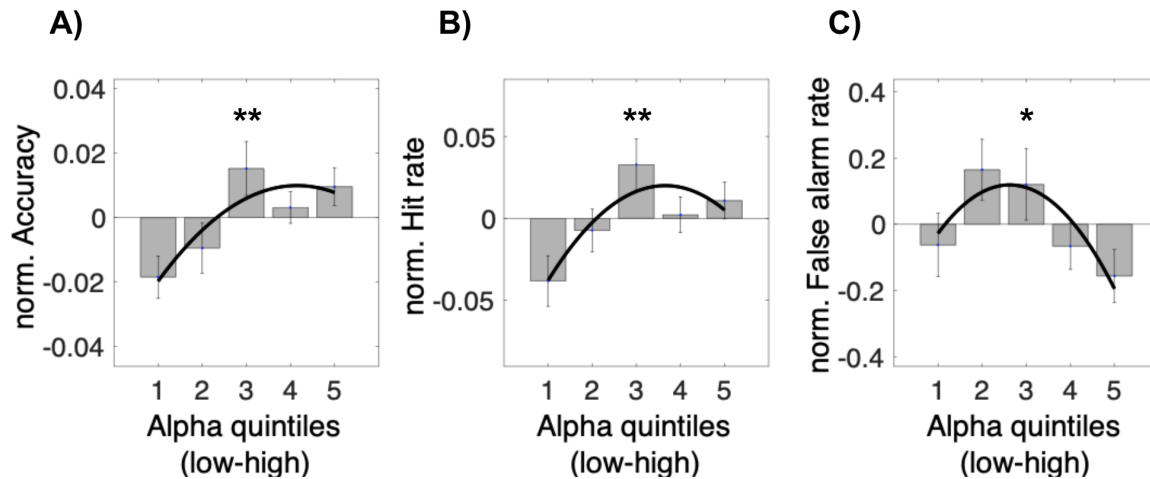 A)
norm. Accuracy
0.04
0.02
0
-0.02
-0.04
**
1 2 3 4 5
Alpha quintiles
(low-high)
B)
norm. Hit rate
0.05
0
-0.05
**
1 2 3 4 5
Alpha quintiles
(low-high)
C)
norm. False alarm rate
0.4
0.2
0
-0.2
-0.4
*
1 2 3 4 5
Alpha quintiles
(low-high)